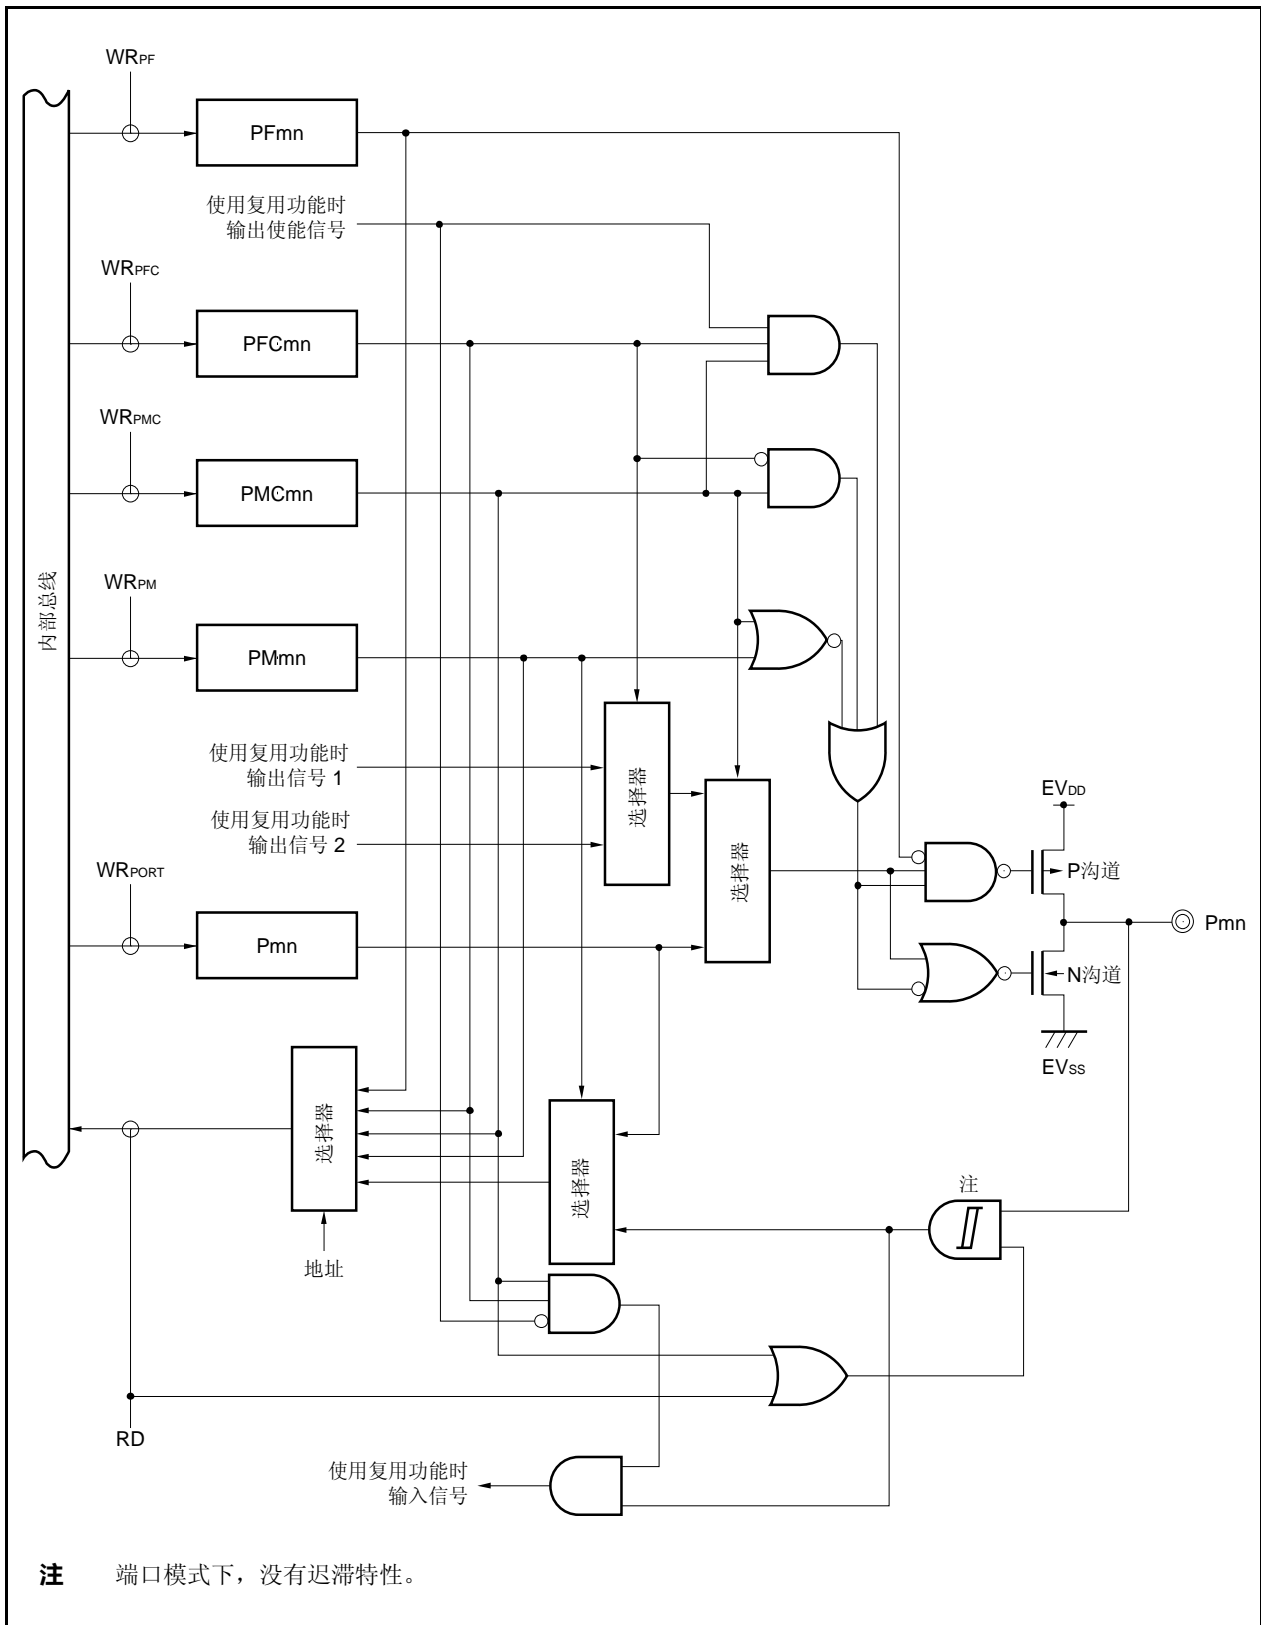 WRPF
PFmn
使用复用功能时
输出使能信号
WRPFC
PFCmn
WRPMC
PMCmn
内部总线
WRPM
PMmn
使用复用功能时
输出信号 1
使用复用功能时
输出信号 2
选择器
选择器
WRPORT
Pmn
EVDD
P沟道
Pmn
N沟道
EVSS
选择器
地址
选择器
注
RD
使用复用功能时
输入信号
注 端口模式下，没有迟滞特性。